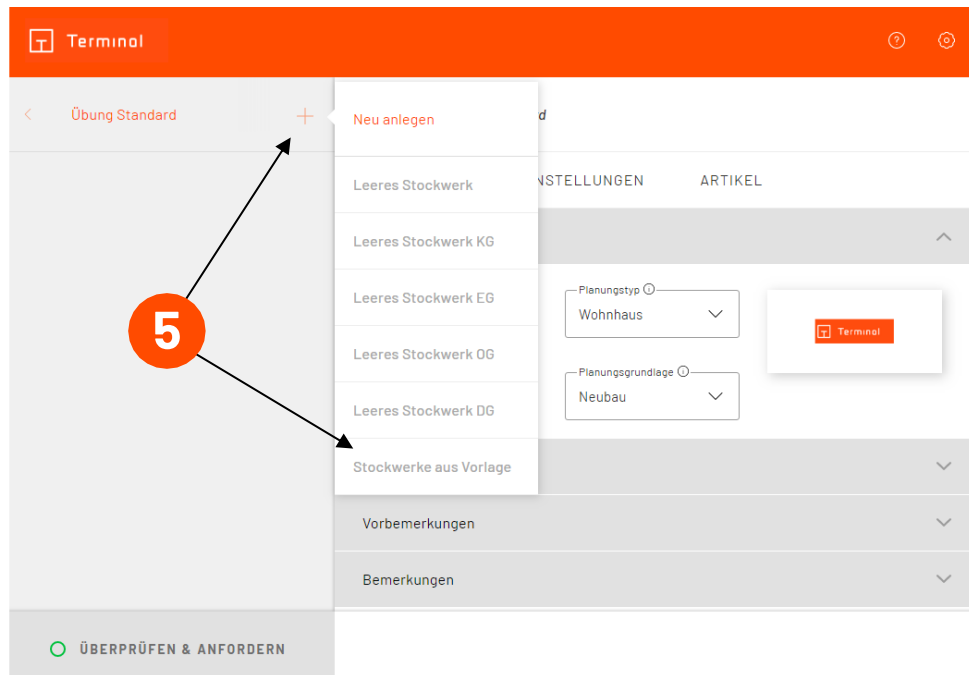 Terminal
Übung Standard
Neu anlegen
d
Leeres Stockwerk
NSTELLUNGEN
ARTIKEL
Leeres Stockwerk KG
Leeres Stockwerk EG
Planungstyp
Wohnhaus
Terminal
5
Leeres Stockwerk OG
Planungsgrundlage
Neubau
Leeres Stockwerk DG
Stockwerke aus Vorlage
Vorbemerkungen
Bemerkungen
ÜBERPRÜFEN & ANFORDERN